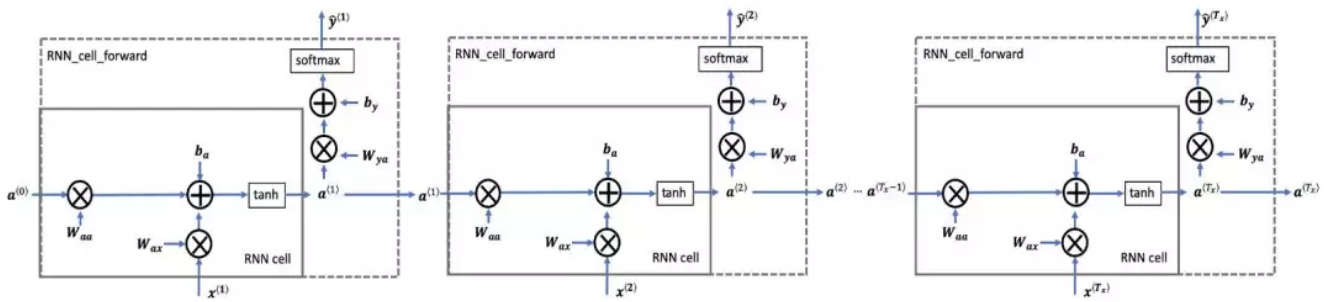 ŷ⟨1⟩
RNN_cell_forward
softmax
b_y
W_ya
b_a
a⟨0⟩
tanh
a⟨1⟩
W_aa
W_ax
RNN cell
x⟨1⟩
ŷ⟨2⟩
RNN_cell_forward
softmax
b_y
W_ya
b_a
a⟨1⟩
tanh
a⟨2⟩
a⟨2⟩ ... a⟨T_x−1⟩
W_aa
W_ax
RNN cell
x⟨2⟩
ŷ⟨T_x⟩
RNN_cell_forward
softmax
b_y
W_ya
b_a
tanh
a⟨T_x⟩
a⟨T_x⟩
W_aa
W_ax
RNN cell
x⟨T_x⟩